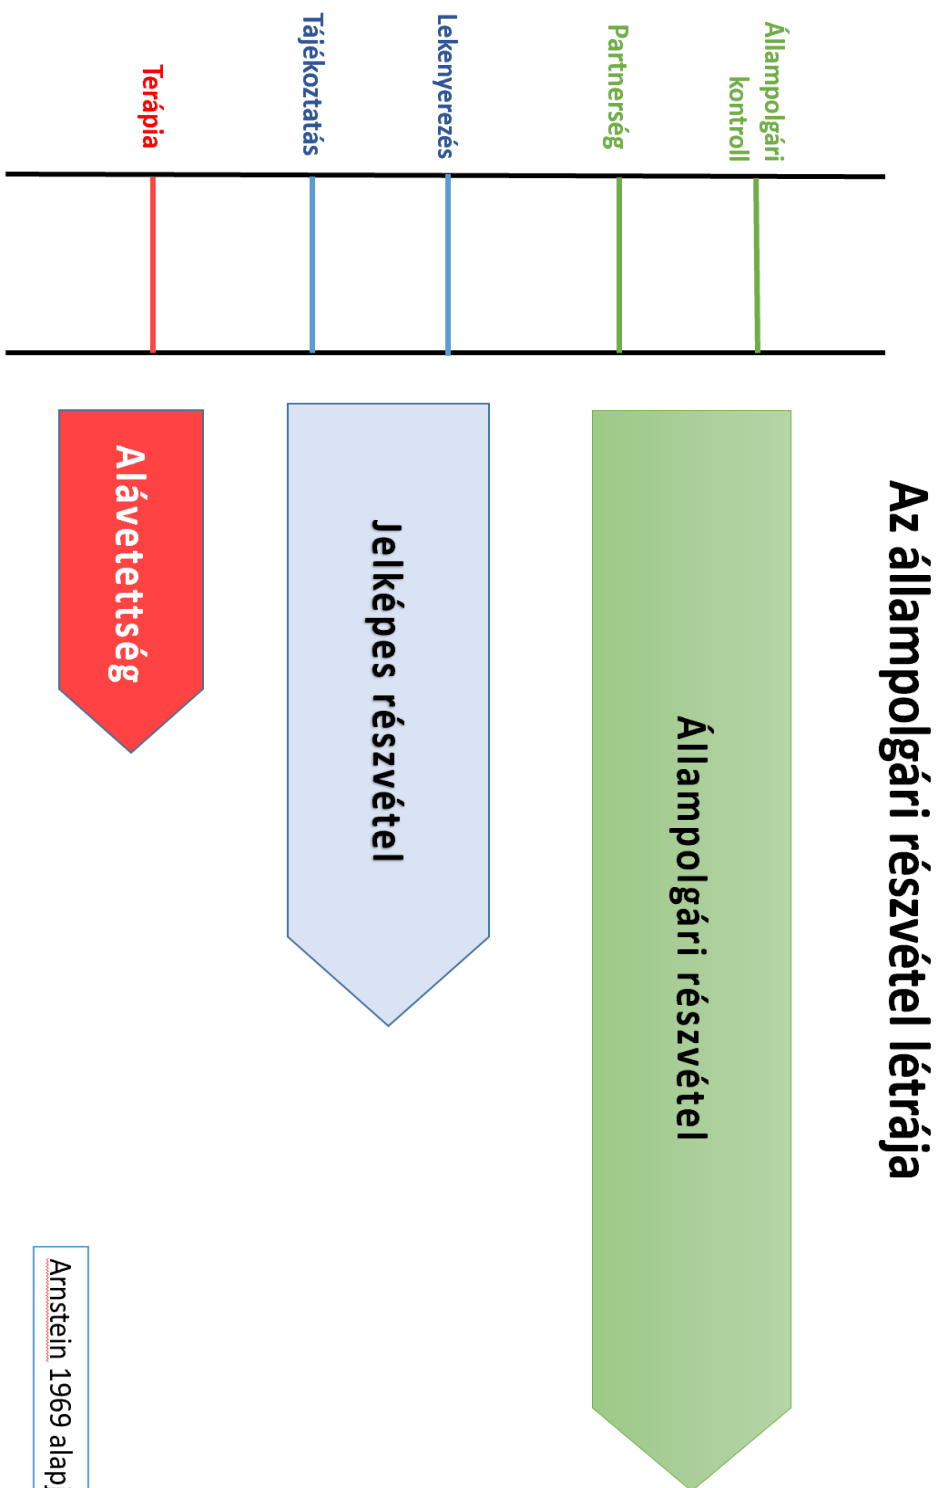 Az állampolgári részvétel létrája
Állampolgári
kontroll
Partnerség
Állampolgári részvétel
Lekenyerezés
Tájékoztatás
Jelképes részvétel
Terápia
Alávetettség
Arnstein 1969